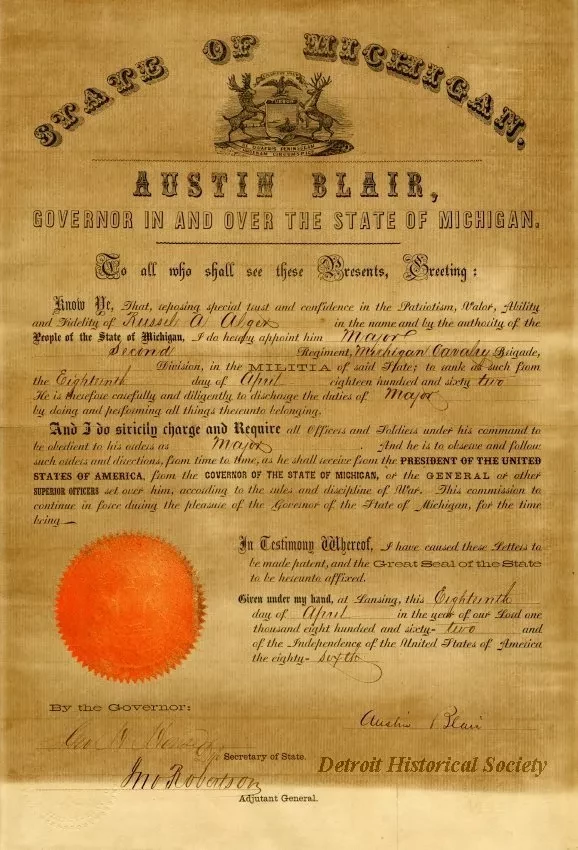 STATE OF MICHIGAN.
TUEBOR
AUSTIN BLAIR,
GOVERNOR IN AND OVER THE STATE OF MICHIGAN.
To all who shall see these Presents, Greeting:
Know Ye, That, reposing special trust and confidence in the Patriotism, Valor, Ability
and Fidelity of Russel A Alger in the name and by the authority of the
People of the State of Michigan, I do hereby appoint him Major
Second Regiment, Michigan Cavalry Brigade,
Division, in the MILITIA of said State; to rank as such from
the Eighteenth day of April eighteen hundred and sixty two
He is therefore carefully and diligently to discharge the duties of Major
by doing and performing all things thereunto belonging.
And I do strictly charge and Require all Officers and Soldiers under his command to
be obedient to his orders as Major And he is to observe and follow
such orders and directions, from time to time, as he shall receive from the PRESIDENT OF THE UNITED
STATES OF AMERICA, from the GOVERNOR OF THE STATE OF MICHIGAN, or the GENERAL or other
SUPERIOR OFFICERS set over him, according to the rules and discipline of War. This commission to
continue in force during the pleasure of the Governor of the State of Michigan, for the time
being.
In Testimony Whereof, I have caused these Letters to
be made patent, and the Great Seal of the State
to be hereunto affixed.
Given under my hand, at Lansing, this Eighteenth
day of April in the year of our Lord one
thousand eight hundred and sixty-two and
of the Independence of the United States of America
the eighty-sixth
By the Governor:
Austin Blair
Secretary of State.
Jno Robertson
Adjutant General.
Detroit Historical Society